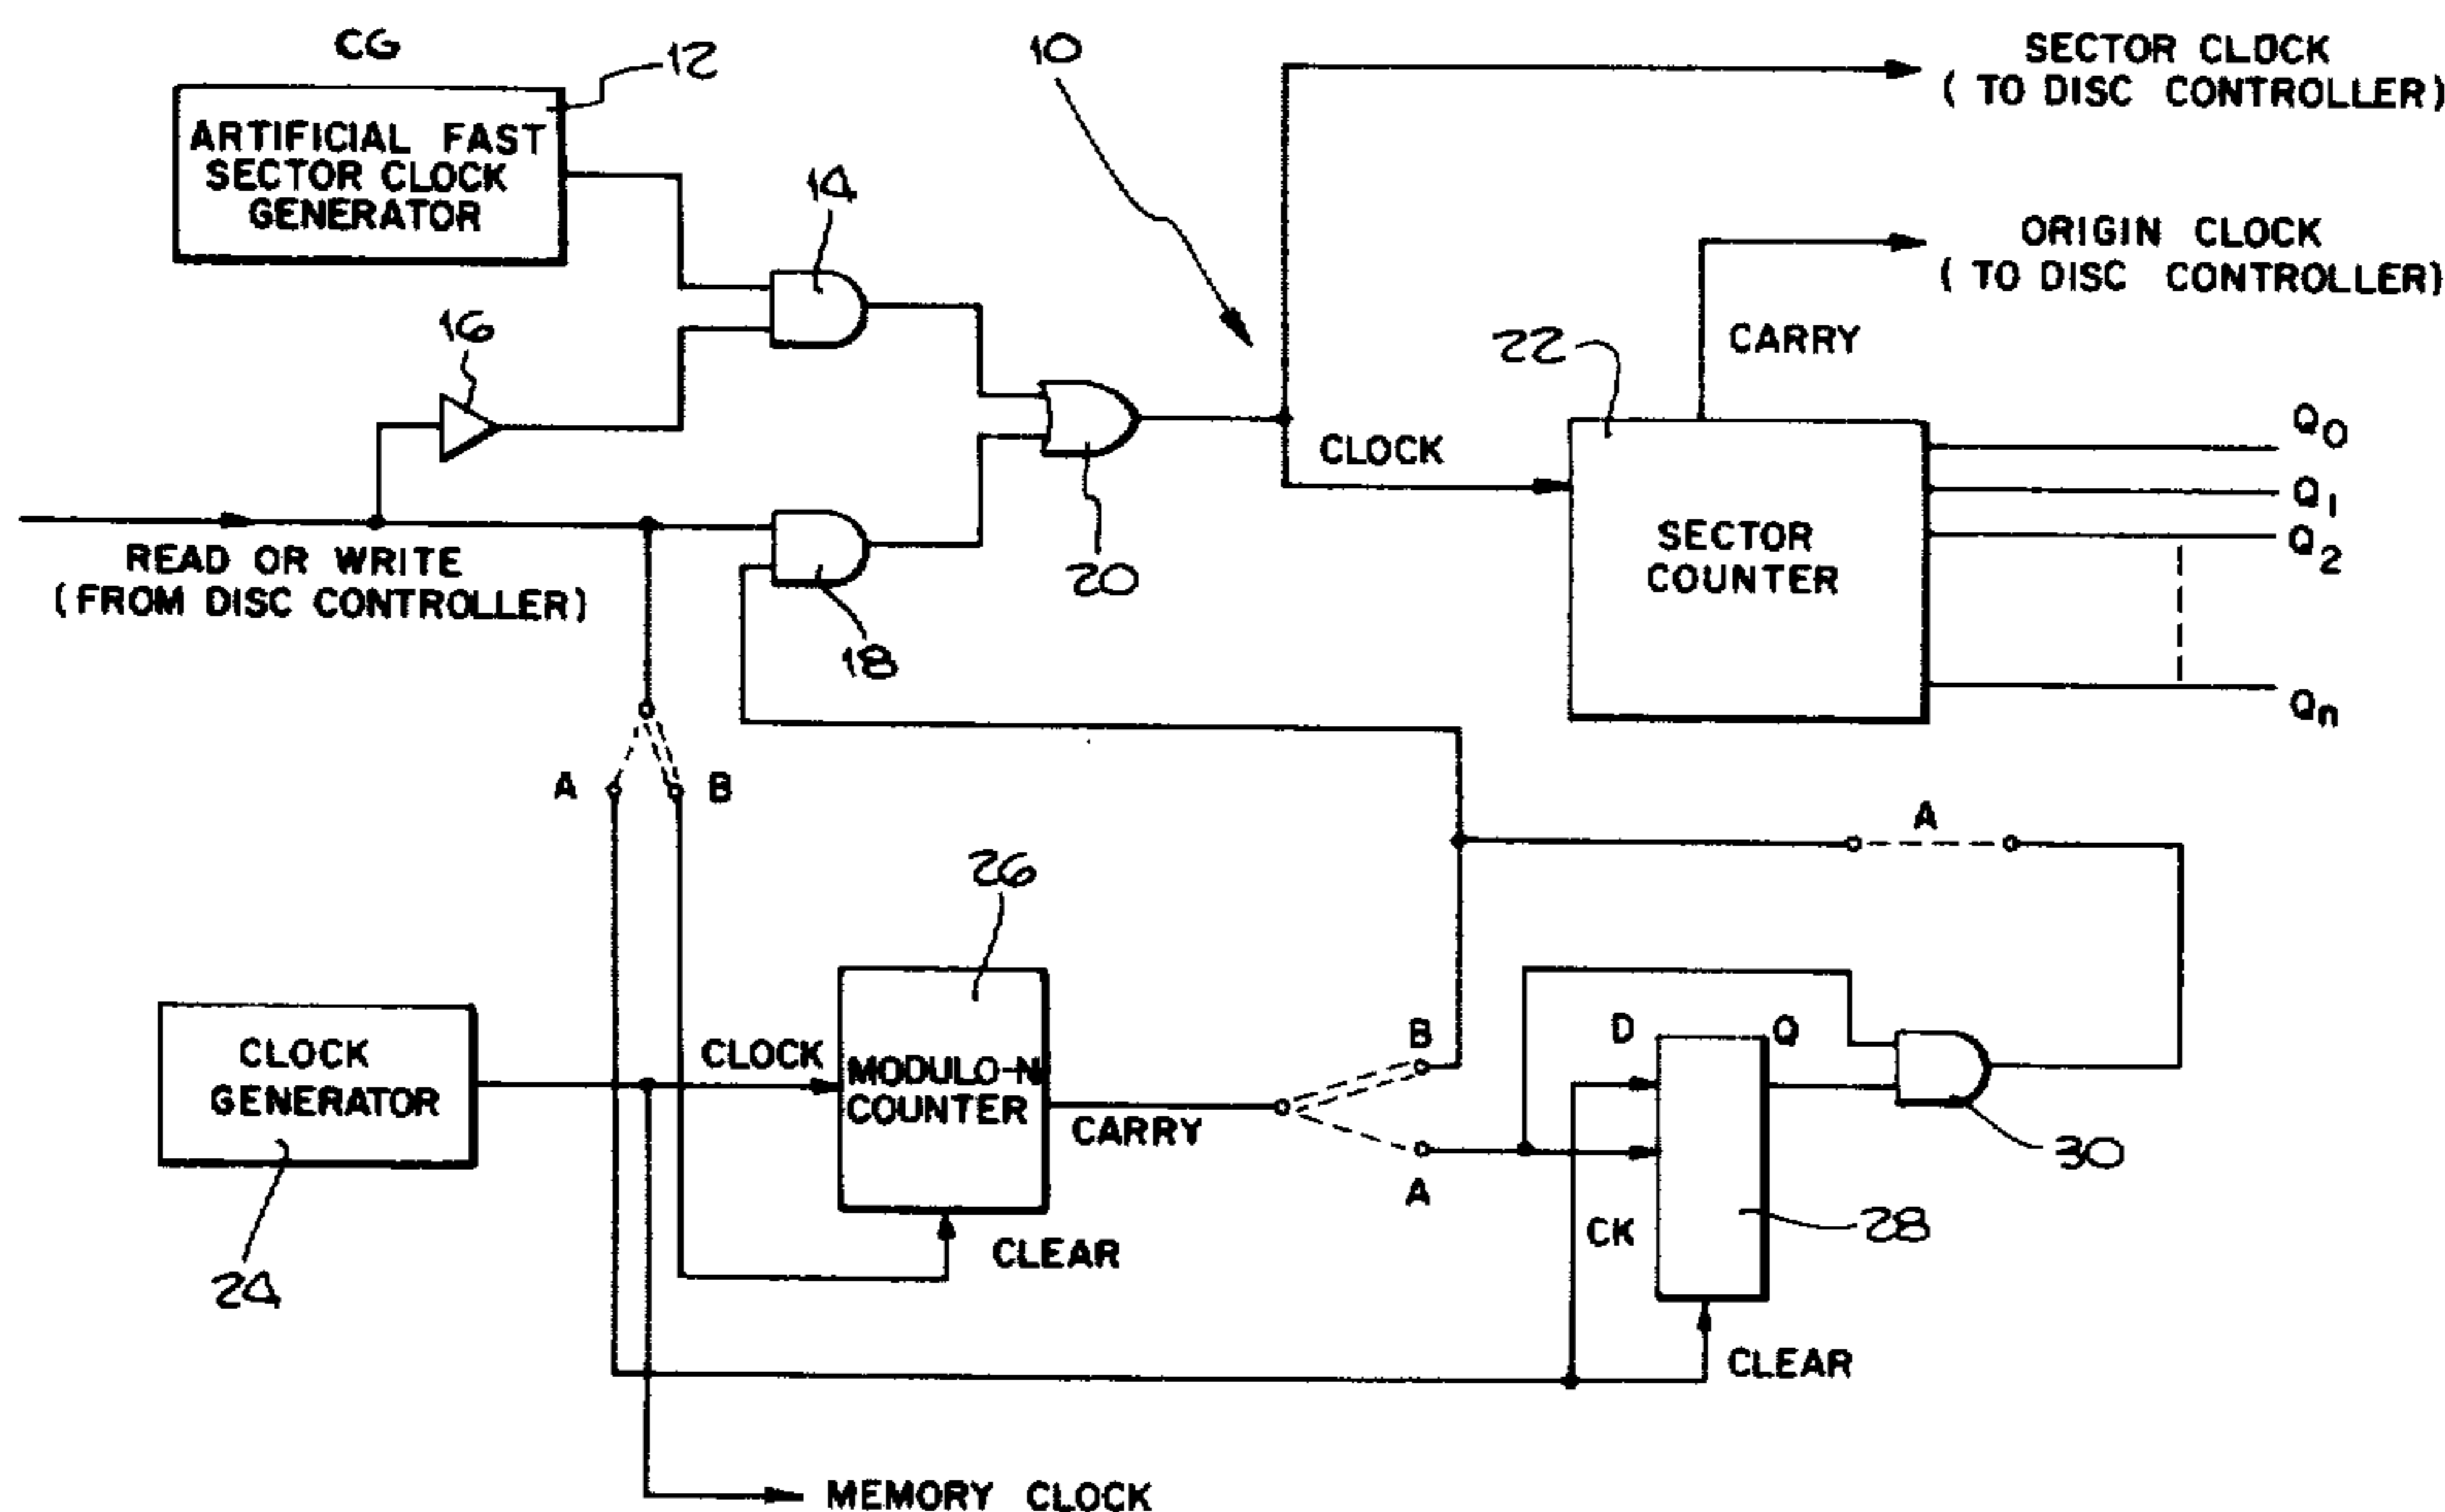 CG
12
ARTIFICIAL FAST
SECTOR CLOCK
GENERATOR
10
SECTOR CLOCK
( TO DISC CONTROLLER)
14
ORIGIN CLOCK
( TO DISC CONTROLLER)
16
22
CARRY
CLOCK
Q0
Q1
Q2
Qn
SECTOR
COUNTER
READ OR WRITE
(FROM DISC CONTROLLER)
20
18
A
B
A
26
CLOCK
GENERATOR
24
CLOCK
MODULO-N
COUNTER
CARRY
CLEAR
B
A
D
Q
CK
30
28
CLEAR
MEMORY CLOCK